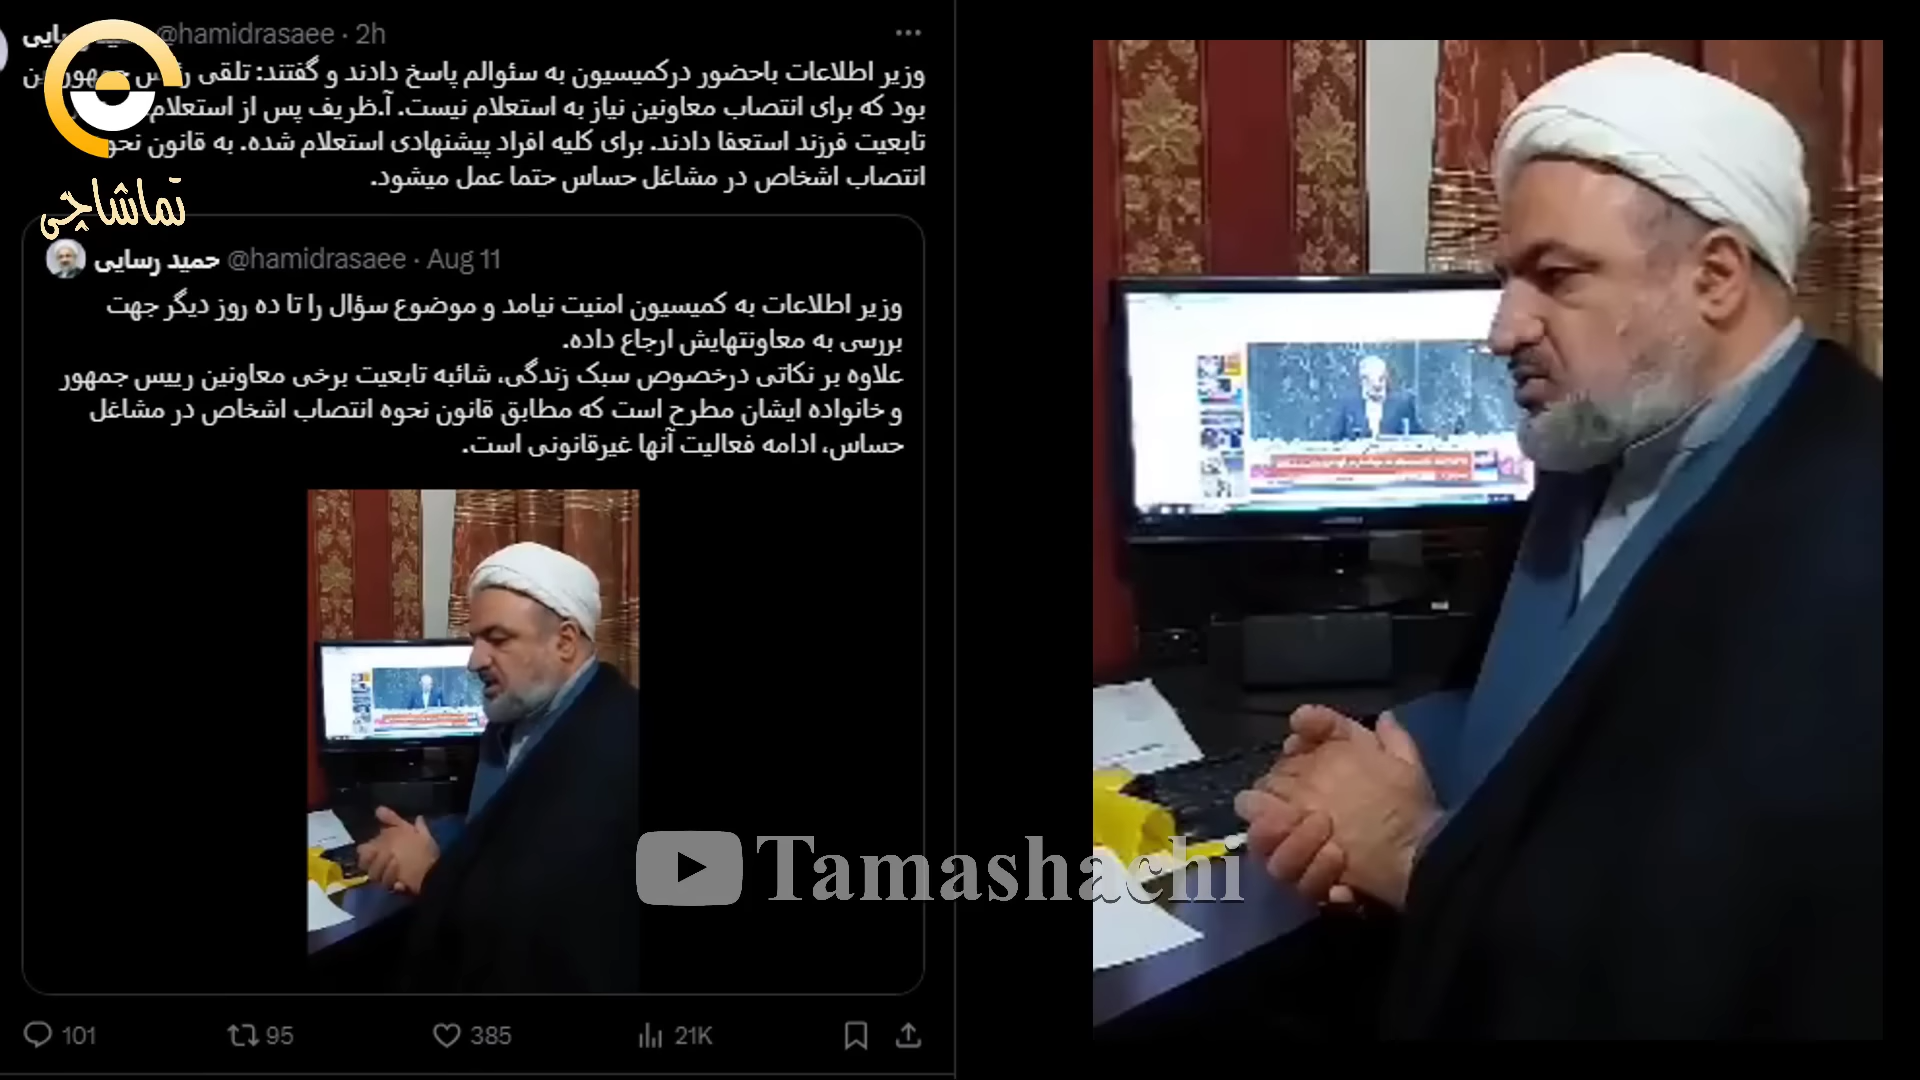 @hamidrasaee · 2h
وزیر اطلاعات باحضور درکمیسیون به سئوالم پاسخ دادند و گفتند: تلقی
بود که برای انتصاب معاونین نیاز به استعلام نیست. آ.ظریف پس از استعلام
تابعیت فرزند استعفا دادند. برای کلیه افراد پیشنهادی استعلام شده. به قانون
انتصاب اشخاص در مشاغل حساس حتما عمل میشود.
تماشاچی
حمید رسایی @hamidrasaee · Aug 11
وزیر اطلاعات به کمیسیون امنیت نیامد و موضوع سؤال را تا ده روز دیگر جهت
بررسی به معاونتهایش ارجاع داده.
علاوه بر نکاتی درخصوص سبک زندگی، شائبه تابعیت برخی معاونین رییس جمهور
و خانواده ایشان مطرح است که مطابق قانون نحوه انتصاب اشخاص در مشاغل
حساس، ادامه فعالیت آنها غیرقانونی است.
Tamashachi
101 95 385 21K